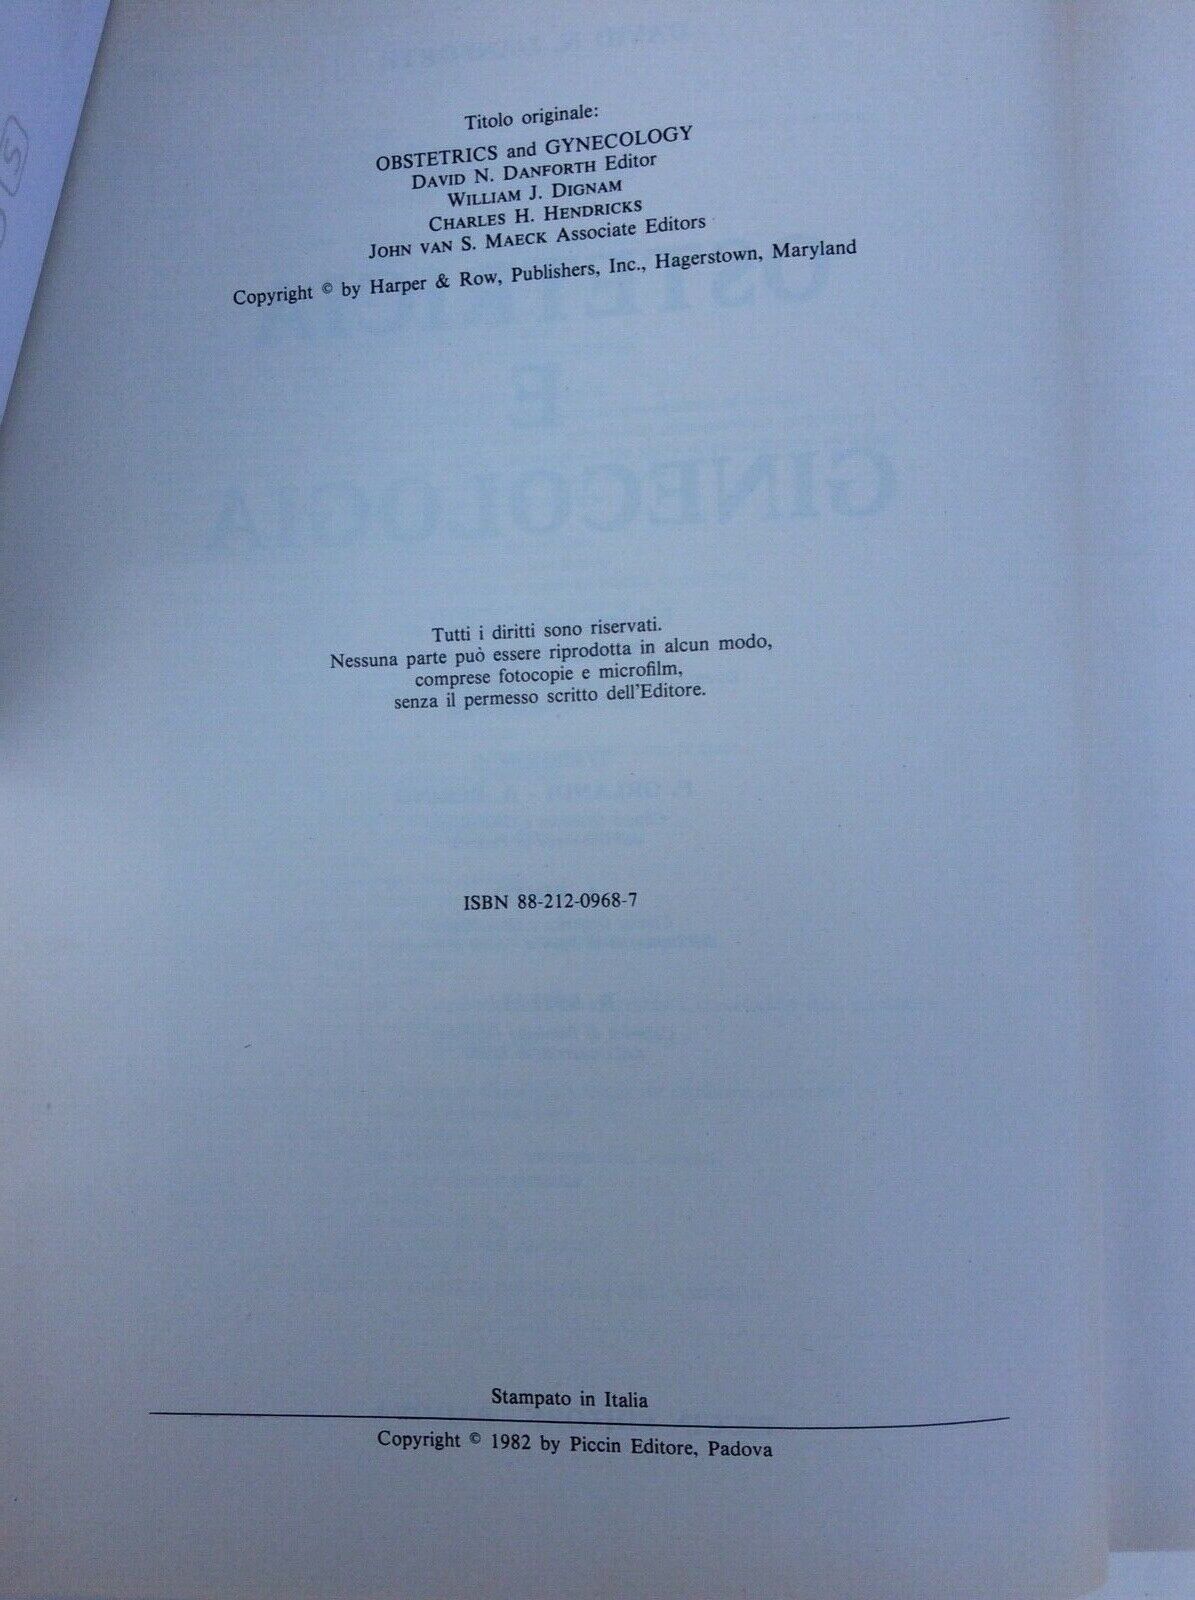 Titolo originale:
OBSTETRICS and GYNECOLOGY
DAVID N. DANFORTH Editor
WILLIAM J. DIGNAM
CHARLES H. HENDRICKS
JOHN VAN S. MAECK Associate Editors
Copyright © by Harper & Row, Publishers, Inc., Hagerstown, Maryland
OSTETRICIA
E
GINECOLOGIA
Tutti i diritti sono riservati.
Nessuna parte può essere riprodotta in alcun modo,
comprese fotocopie e microfilm,
senza il permesso scritto dell'Editore.
ISBN 88-212-0968-7
Stampato in Italia
Copyright © 1982 by Piccin Editore, Padova